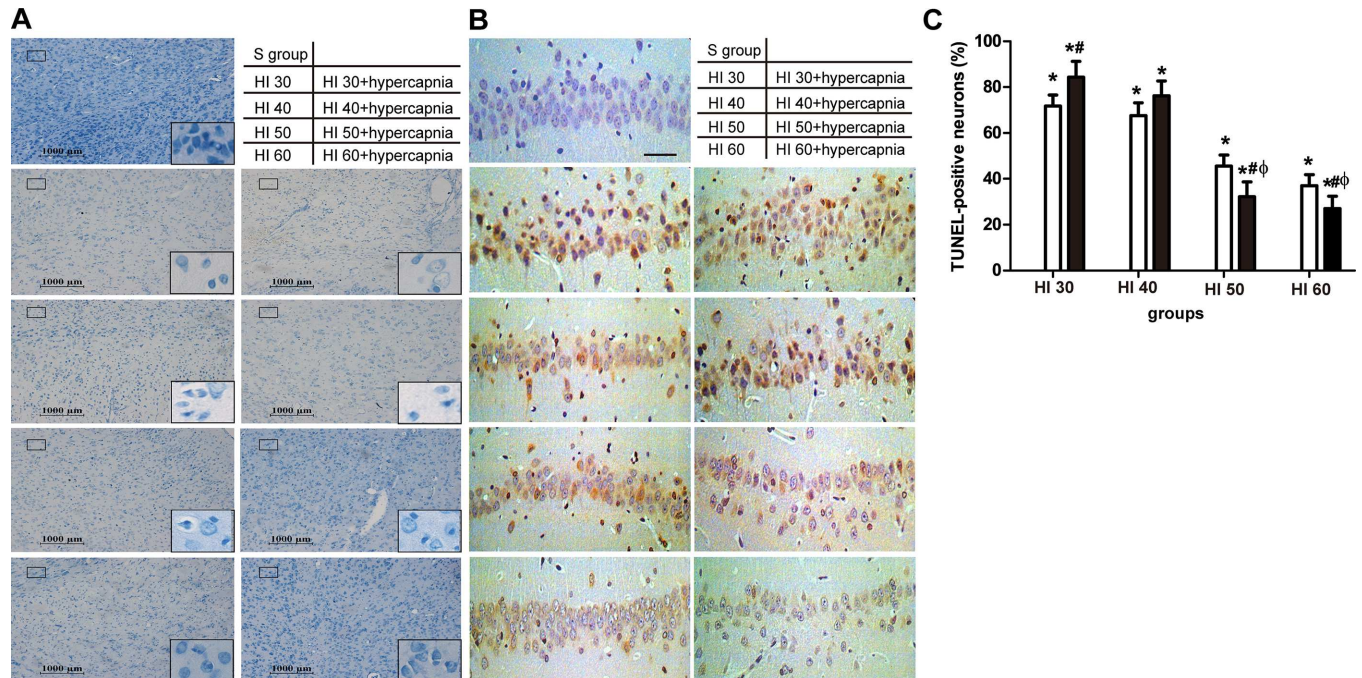 A
S group
HI 30 HI 30+hypercapnia
HI 40 HI 40+hypercapnia
HI 50 HI 50+hypercapnia
HI 60 HI 60+hypercapnia
1000 µm
1000 µm
1000 µm
1000 µm
1000 µm
1000 µm
1000 µm
1000 µm
1000 µm
B
S group
HI 30 HI 30+hypercapnia
HI 40 HI 40+hypercapnia
HI 50 HI 50+hypercapnia
HI 60 HI 60+hypercapnia
C
TUNEL-positive neurons (%)
100
80
60
40
20
0
* *#
* *
* *#ϕ
* *#ϕ
HI 30 HI 40 HI 50 HI 60
groups